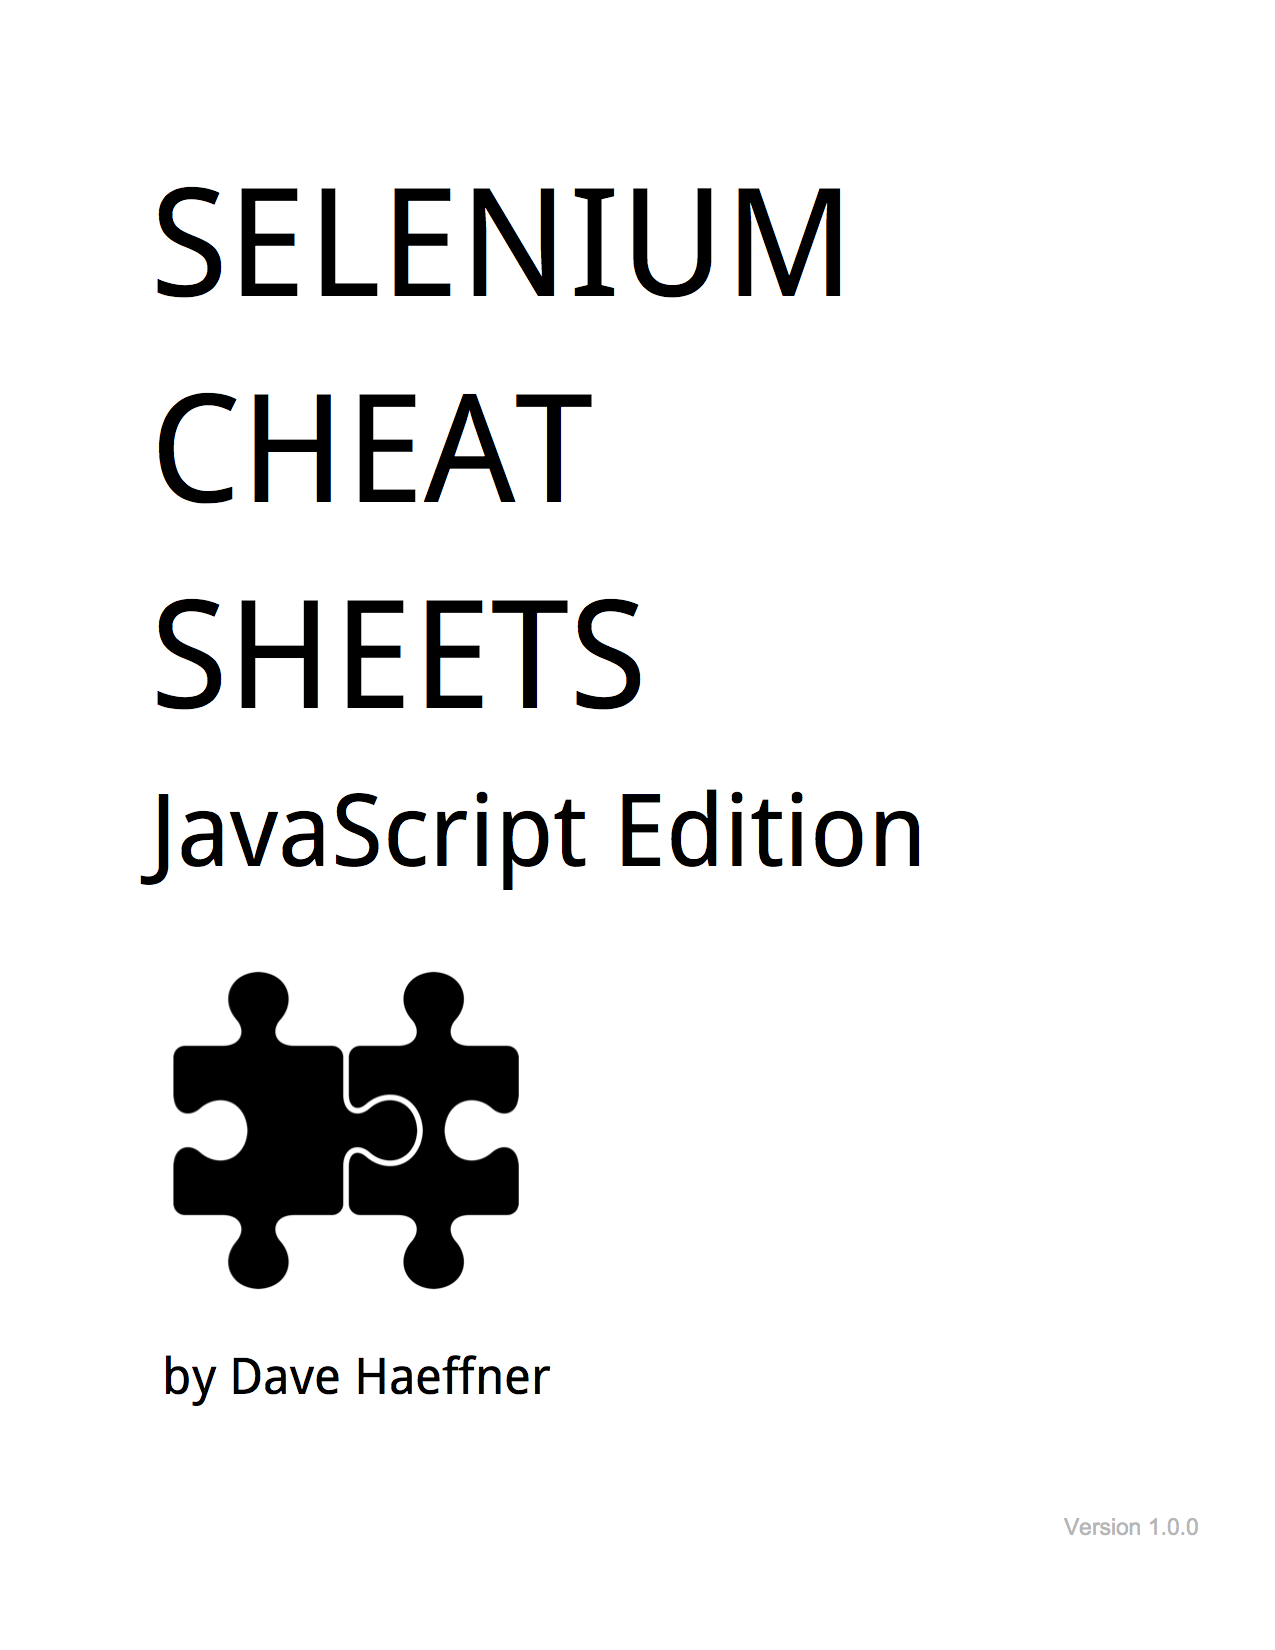 SELENIUM
CHEAT
SHEETS
JavaScript Edition
by Dave Haeffner
Version 1.0.0